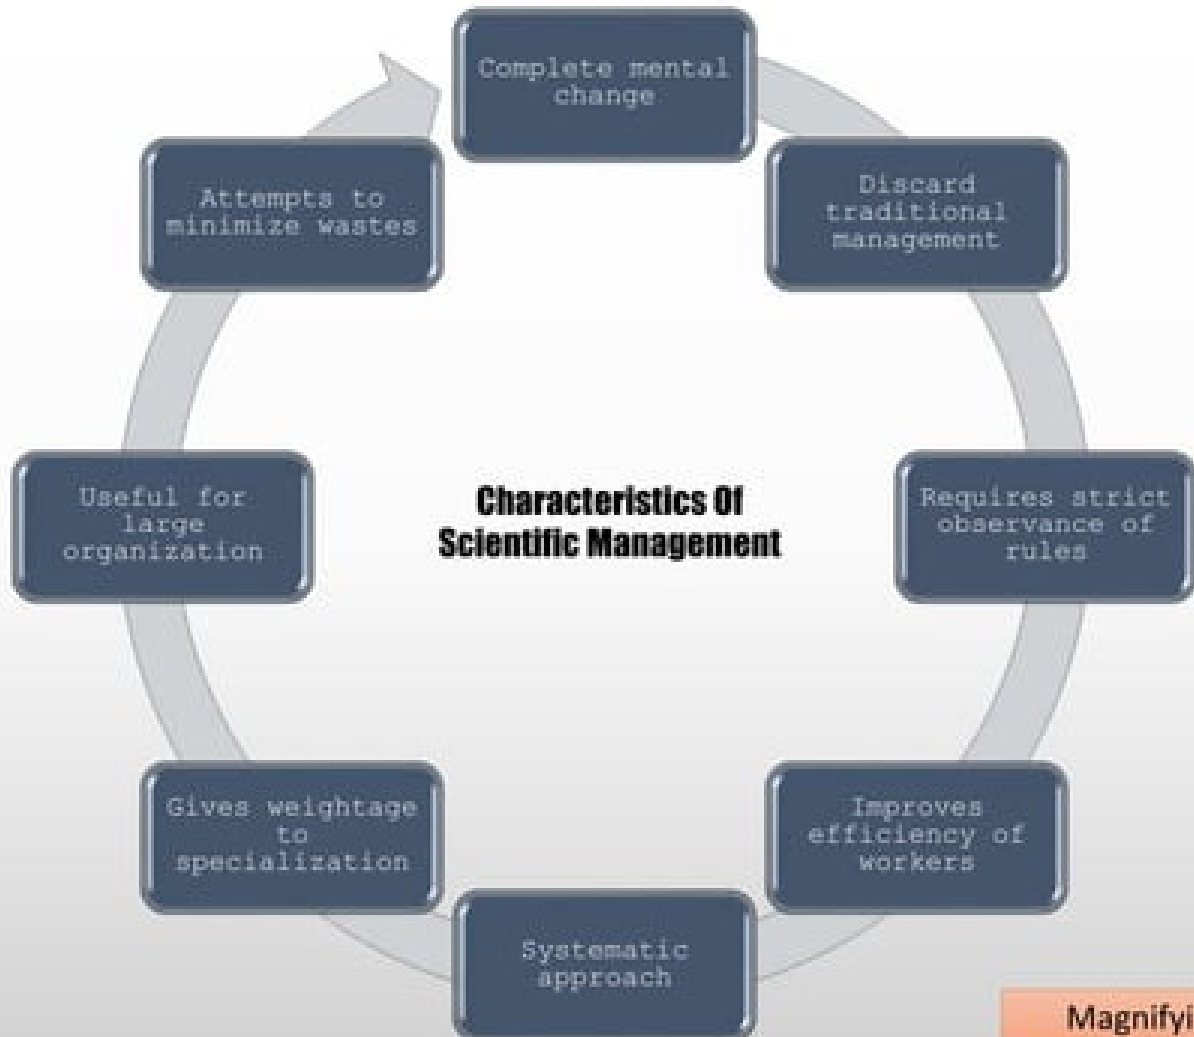 Complete mental
change
Discard
traditional
management
Requires strict
observance of
rules
Improves
efficiency of
workers
Systematic
approach
Gives weightage
to
specialization
Useful for
large
organization
Attempts to
minimize wastes
Characteristics Of
Scientific Management
Magnifyi